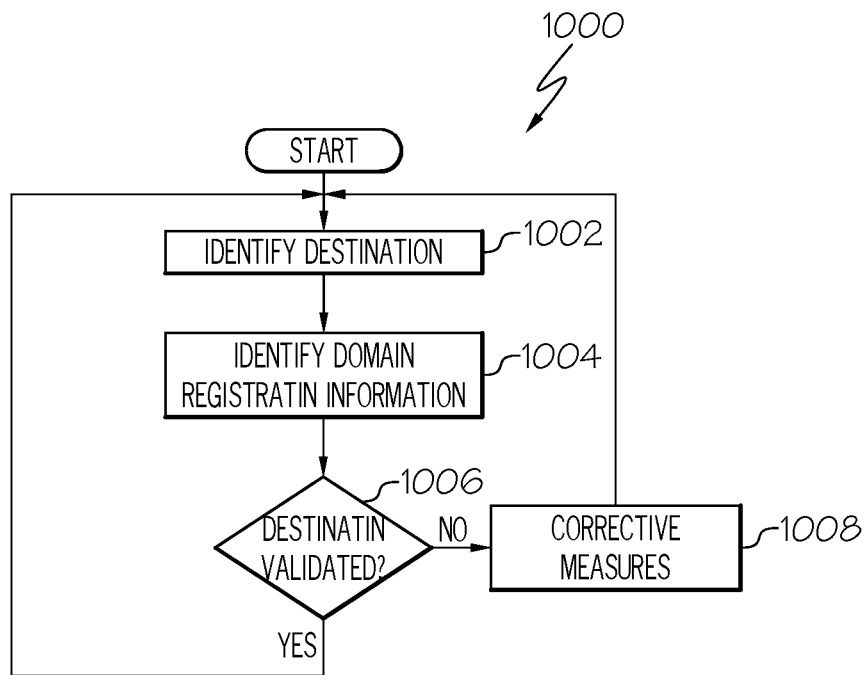 1000
START
IDENTIFY DESTINATION
1002
IDENTIFY DOMAIN
REGISTRATIN INFORMATION
1004
1006
DESTINATIN
VALIDATED?
NO
CORRECTIVE
MEASURES
1008
YES